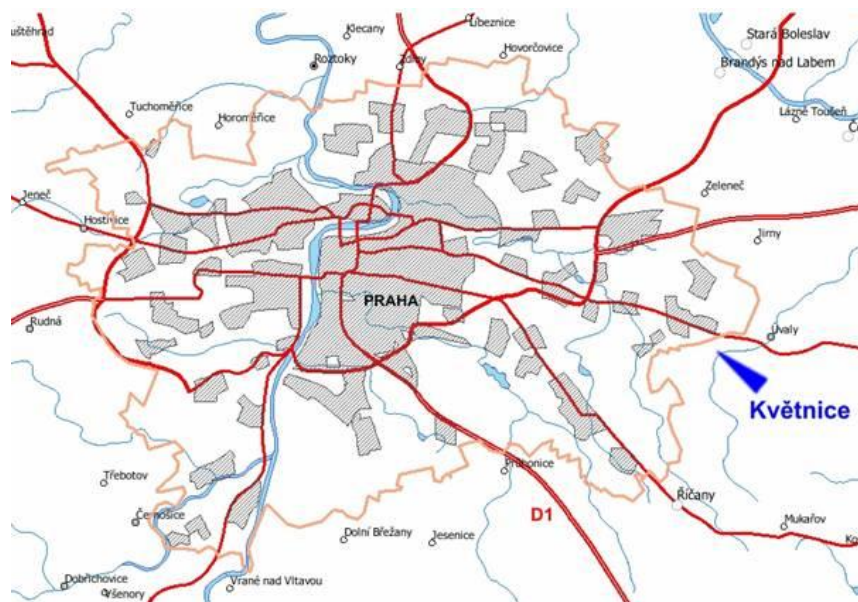 Klecany
Líbeznice
Stará Boleslav
Hovorčovice
Roztoky
Zdiby
Brandýs nad Labem
Tuchoměřice
Horoměřice
Lázně Toušeň
Zeleneč
Jeneč
Hostivice
Jirny
PRAHA
Rudná
Úvaly
Květnice
Průhonice
Třebotov
Říčany
D1
Černošice
Mukařov
Dolní Břežany
Jesenice
Dobřichovice
Všenory
Vrané nad Vltavou